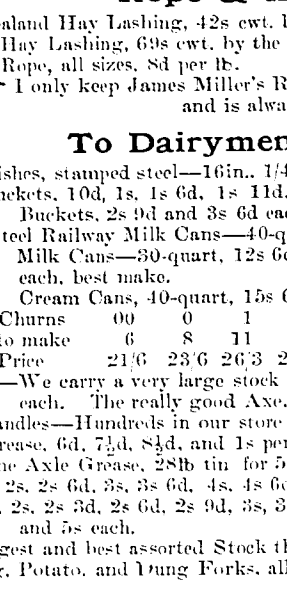 ealand Hay Lashing, 42s cwt.
Hay Lashing, 69s cwt. by the
Rope, all sizes, 8d per lb.
I only keep James Miller's R
and is alwa
To Dairymen
ishes, stamped steel—16in.. 1/4
uckets. 10d, 1s. 1s 6d, 1s 11d.
Buckets. 2s 9d and 3s 6d eac
teel Railway Milk Cans—40-q
Milk Cans—30-quart, 12s 6d
each, best make.
Cream Cans, 40-quart, 15s 6
Churns 00 0 1
to make 6 8 11
Price 21/6 23/6 26/3 2
—We carry a very large stock
each. The really good Axe.
andles—Hundreds in our store
rease, 6d, 7½d, 8½d, and 1s per
ne Axle Grease, 28lb tin for 5
2s. 2s 6d, 3s, 3s 6d, 4s, 4s 6d
, 2s, 2s 3d, 2s 6d, 2s 9d, 3s, 3
and 5s each.
gest and best assorted Stock th
g, Potato, and Dung Forks, all